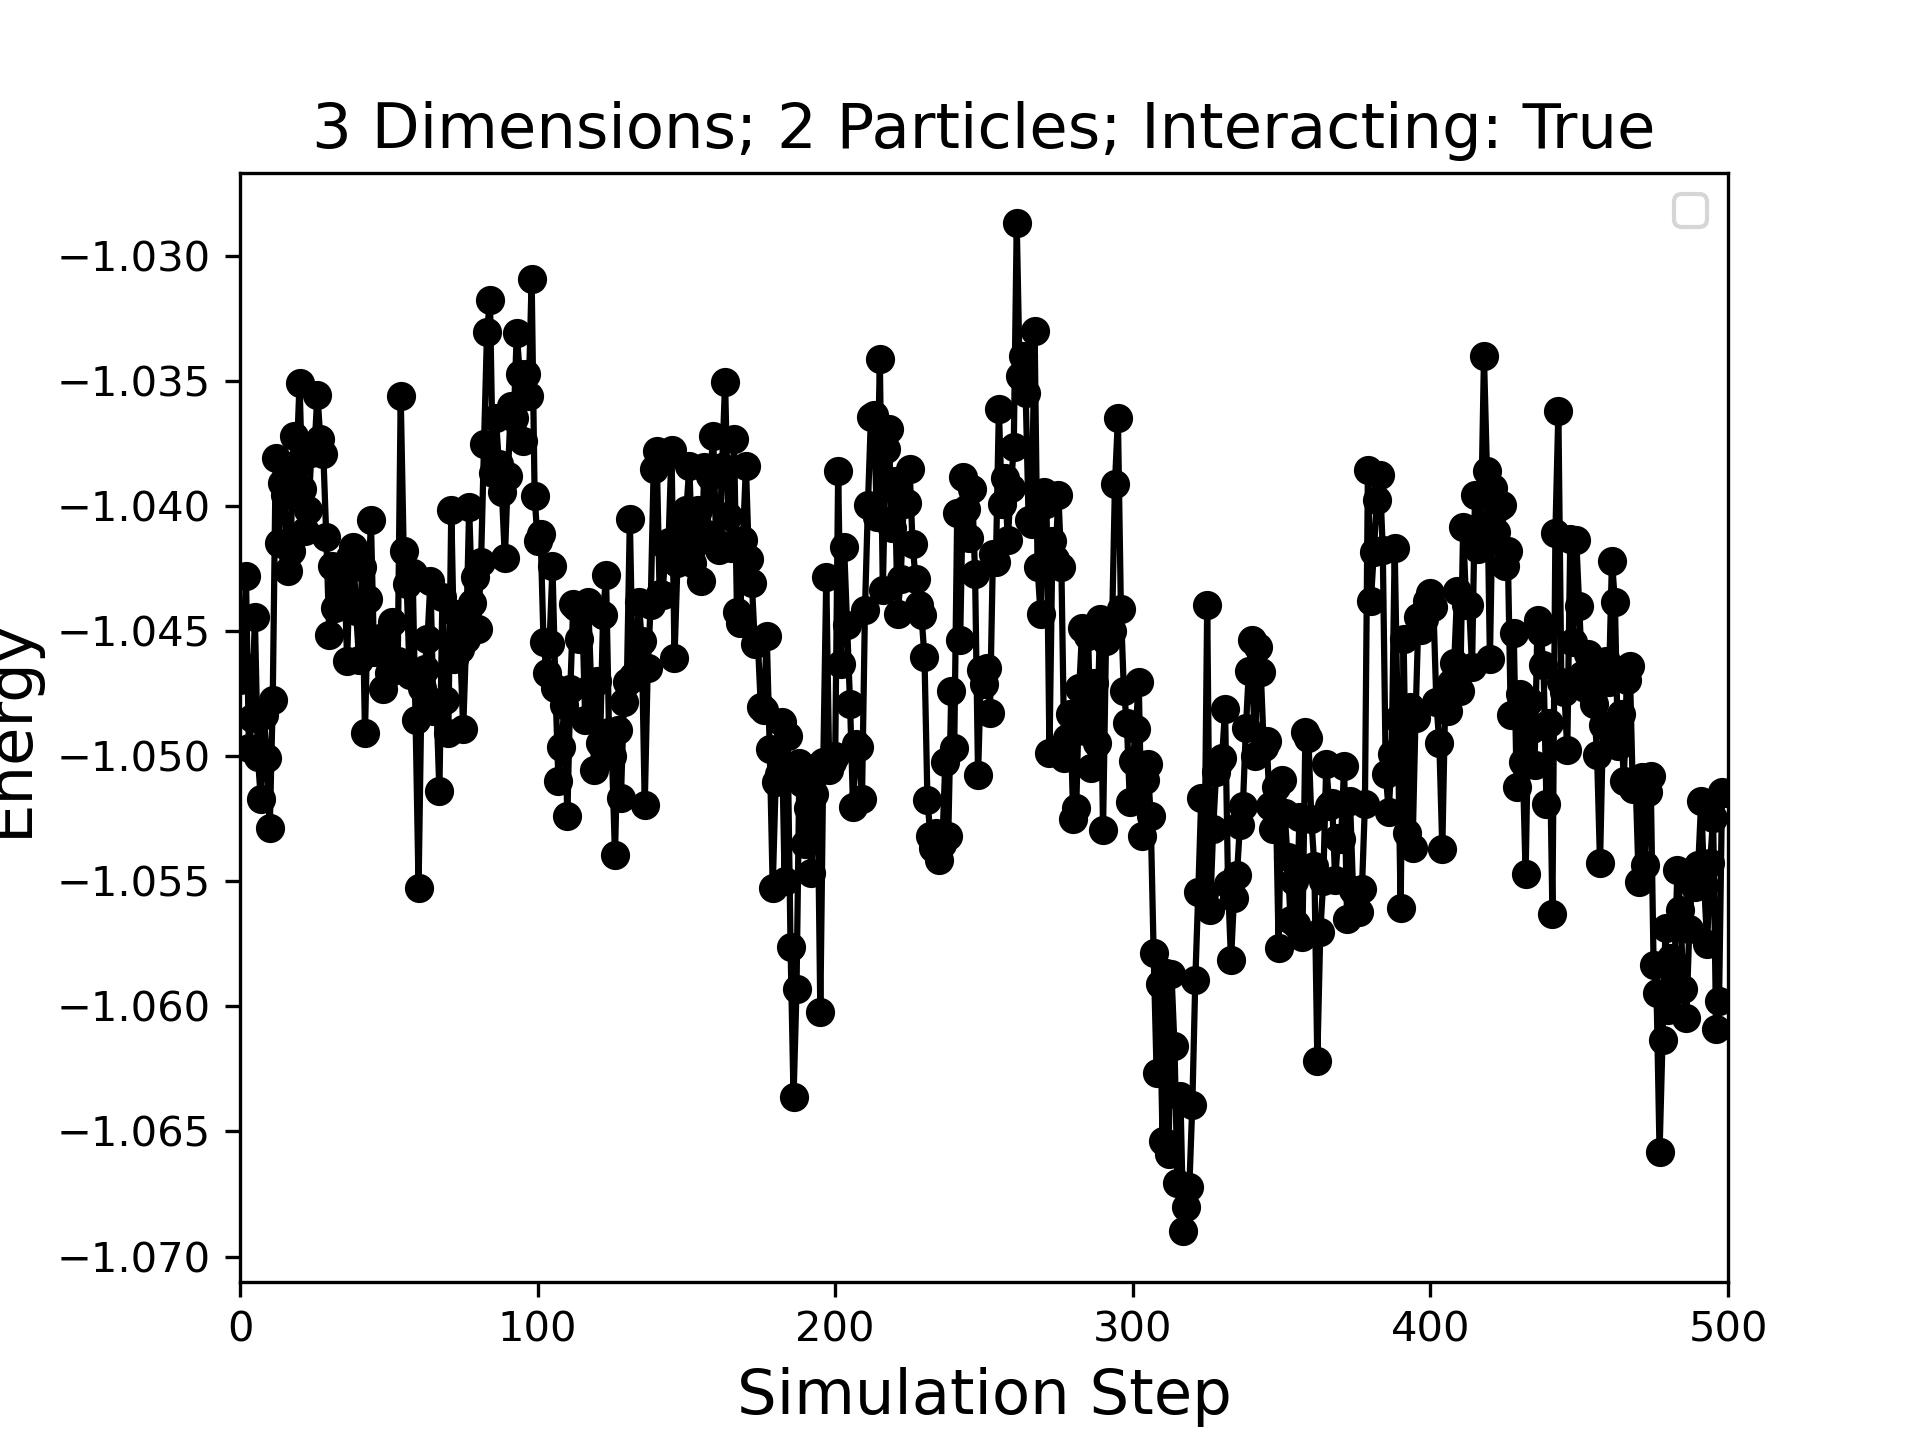 3 Dimensions; 2 Particles; Interacting: True
−1.030
−1.035
−1.040
−1.045
−1.050
−1.055
−1.060
−1.065
−1.070
Energy
0 100 200 300 400 500
Simulation Step